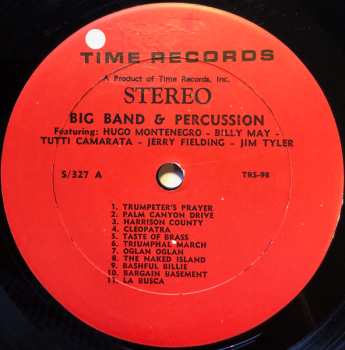 TIME RECORDS
A Product of Time Records, Inc.
STEREO
BIG BAND & PERCUSSION
Featuring: HUGO MONTENEGRO - BILLY MAY -
TUTTI CAMARATA - JERRY FIELDING - JIM TYLER
S/327 A TRS-98
1. TRUMPETER'S PRAYER
2. PALM CANYON DRIVE
3. HARRISON COUNTY
4. CLEOPATRA
5. TASTE OF BRASS
6. TRIUMPHAL MARCH
7. OGLAN OGLAN
8. THE NAKED ISLAND
9. BASHFUL BILLIE
10. BARGAIN BASEMENT
11. LA BUSCA